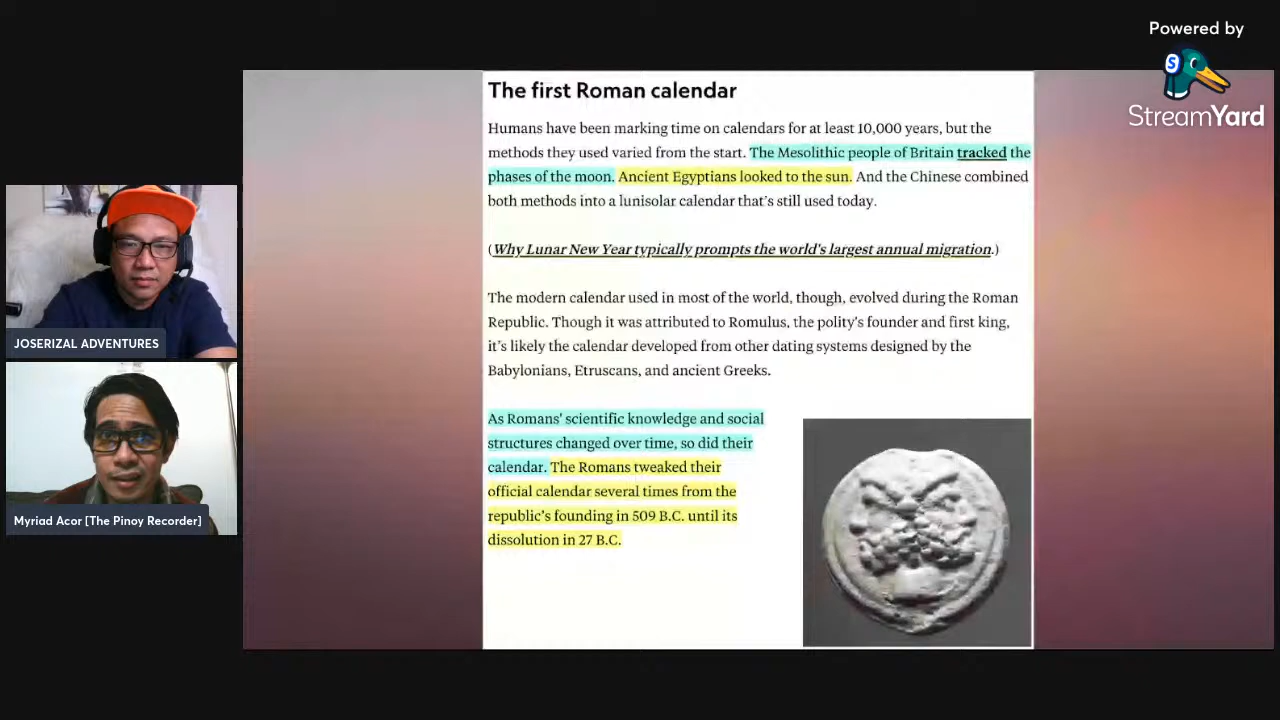 Powered by
StreamYard
The first Roman calendar
Humans have been marking time on calendars for at least 10,000 years, but the
methods they used varied from the start. The Mesolithic people of Britain tracked the
phases of the moon. Ancient Egyptians looked to the sun. And the Chinese combined
both methods into a lunisolar calendar that's still used today.
(Why Lunar New Year typically prompts the world's largest annual migration.)
The modern calendar used in most of the world, though, evolved during the Roman
Republic. Though it was attributed to Romulus, the polity's founder and first king,
it's likely the calendar developed from other dating systems designed by the
Babylonians, Etruscans, and ancient Greeks.
As Romans' scientific knowledge and social
structures changed over time, so did their
calendar. The Romans tweaked their
official calendar several times from the
republic's founding in 509 B.C. until its
dissolution in 27 B.C.
JOSERIZAL ADVENTURES
Myriad Acor [The Pinoy Recorder]